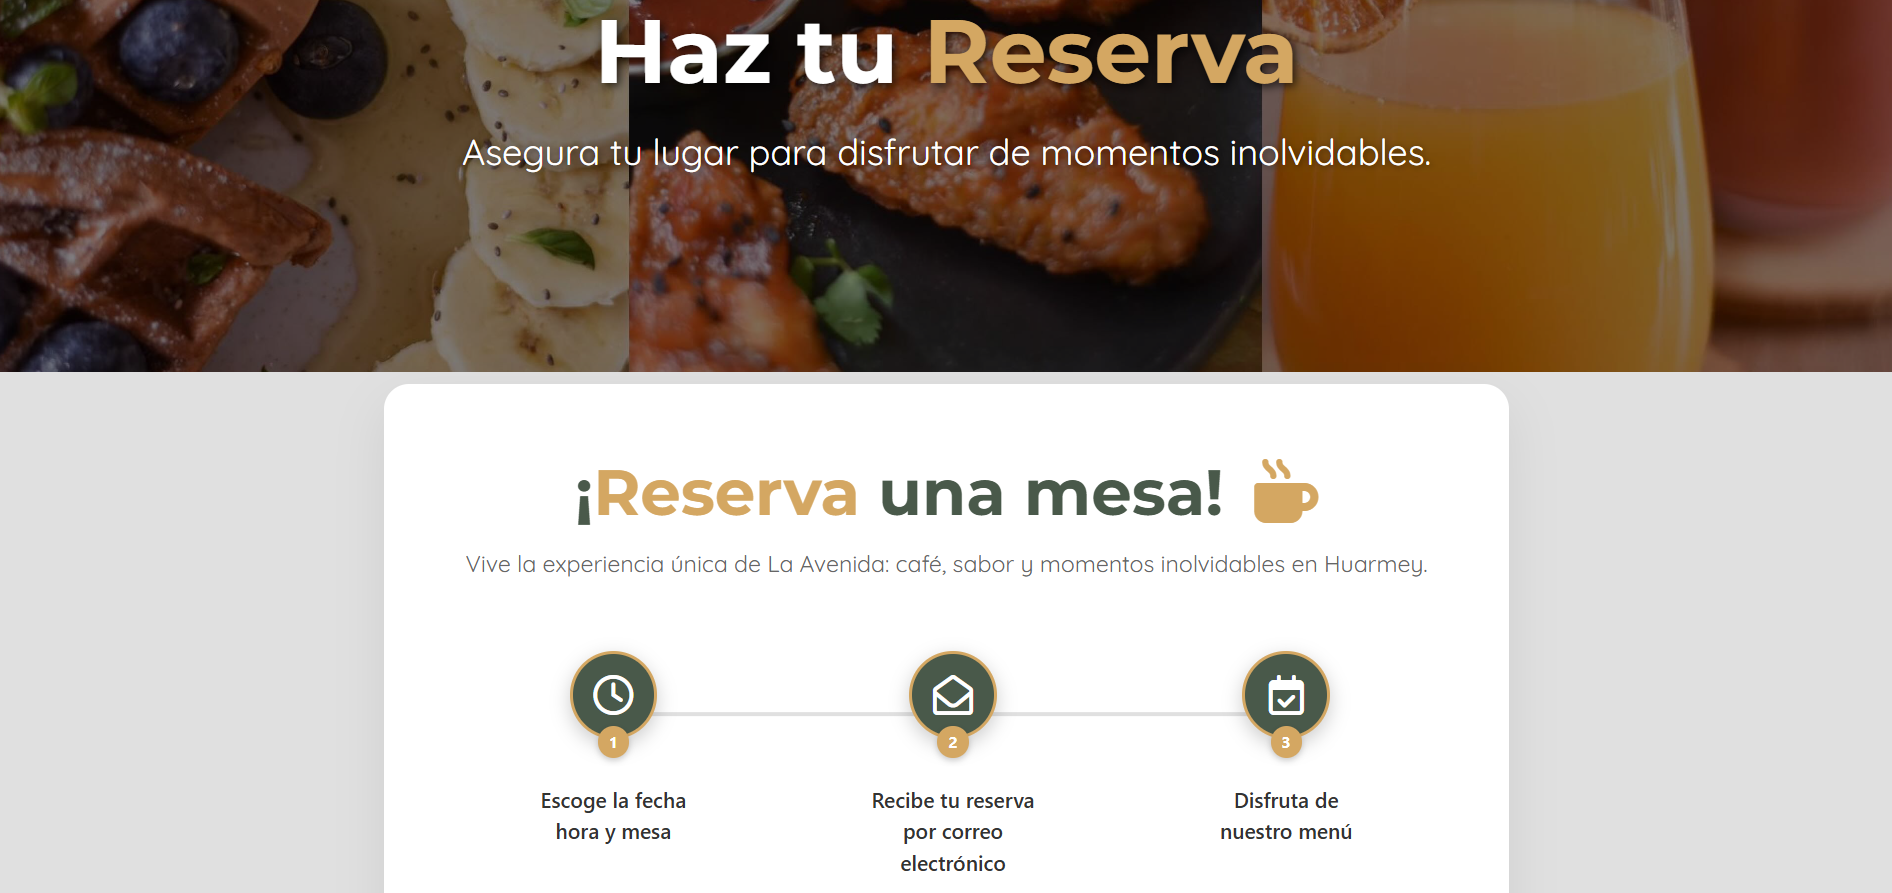 Haz tu Reserva
Asegura tu lugar para disfrutar de momentos inolvidables.
¡Reserva una mesa!
Vive la experiencia única de La Avenida: café, sabor y momentos inolvidables en Huarmey.
1
Escoge la fecha
hora y mesa
2
Recibe tu reserva
por correo
electrónico
3
Disfruta de
nuestro menú